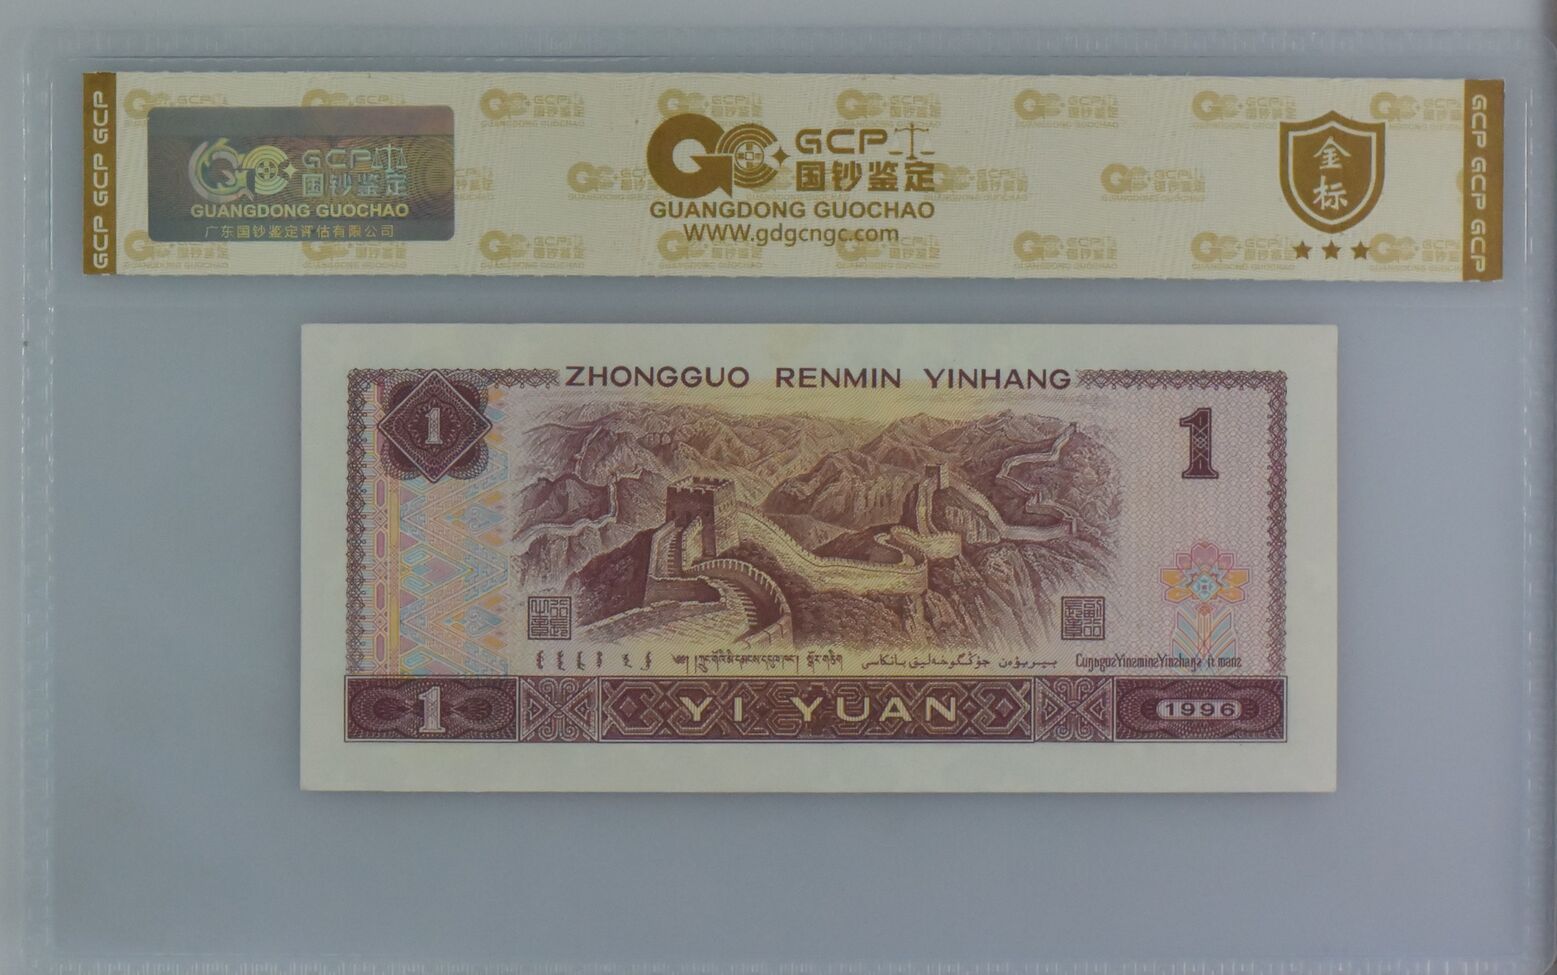 GCP GCP GCP
GCP
国钞鉴定
GUANGDONG GUOCHAO
广东国钞鉴定评估有限公司
GCP
国钞鉴定
GUANGDONG GUOCHAO
WWW.gdgcngc.com
金标
GCP GCP GCP
ZHONGGUO RENMIN YINHANG
1
1
1
YI YUAN
1996